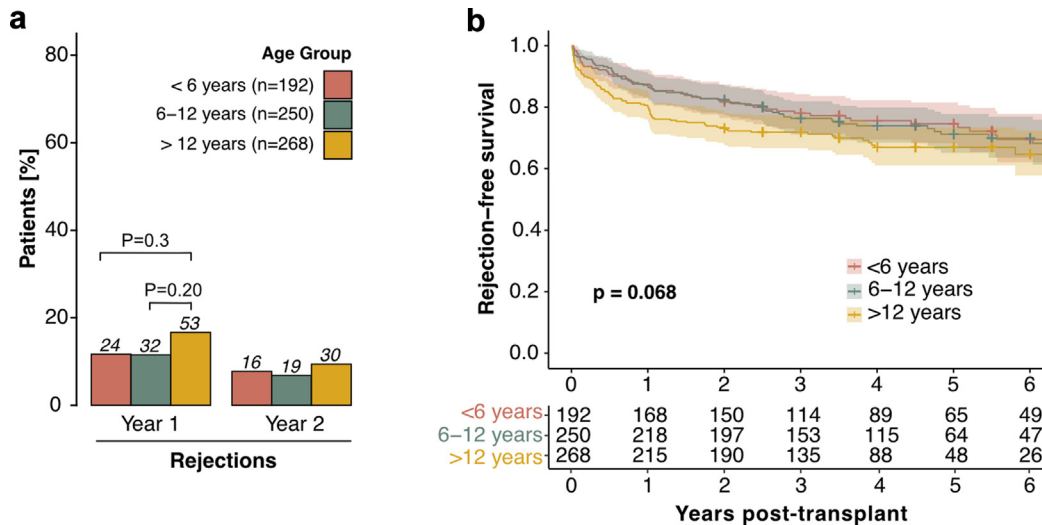 a
Patients [%]
80
60
40
20
0
Age Group
< 6 years (n=192)
6–12 years (n=250)
> 12 years (n=268)
P=0.3
P=0.20
24
32
53
16
19
30
Year 1
Year 2
Rejections
b
Rejection–free survival
1.0
0.8
0.6
0.4
0.2
0.0
p = 0.068
<6 years
6–12 years
>12 years
0 1 2 3 4 5 6
<6 years 192 168 150 114 89 65 49
6–12 years 250 218 197 153 115 64 47
>12 years 268 215 190 135 88 48 26
0 1 2 3 4 5 6
Years post-transplant